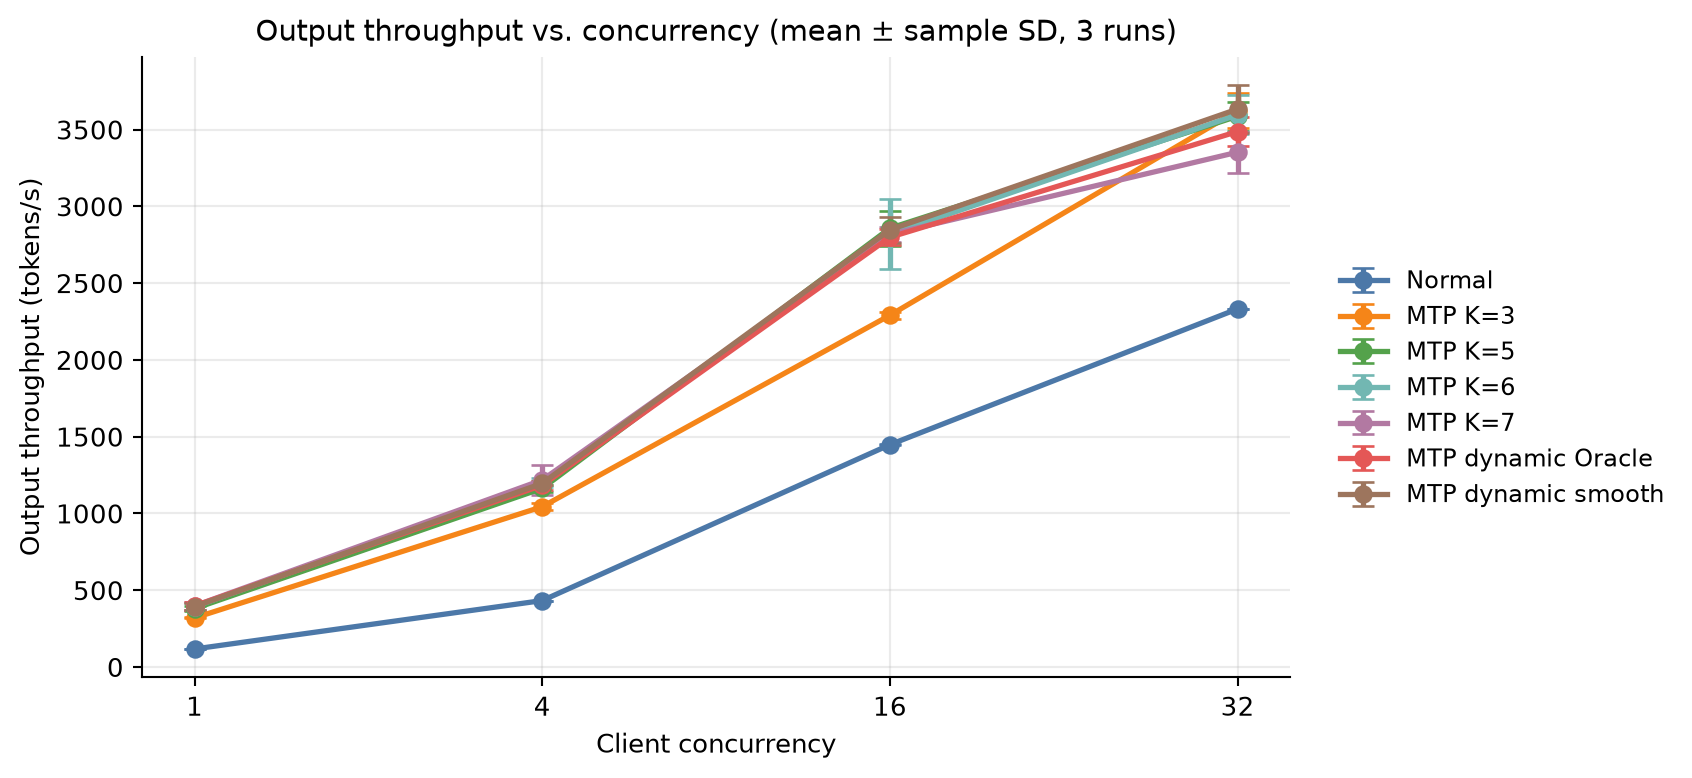 Output throughput vs. concurrency (mean ± sample SD, 3 runs)
Output throughput (tokens/s)
3500
3000
2500
2000
1500
1000
500
0
1
4
16
32
Client concurrency
Normal
MTP K=3
MTP K=5
MTP K=6
MTP K=7
MTP dynamic Oracle
MTP dynamic smooth